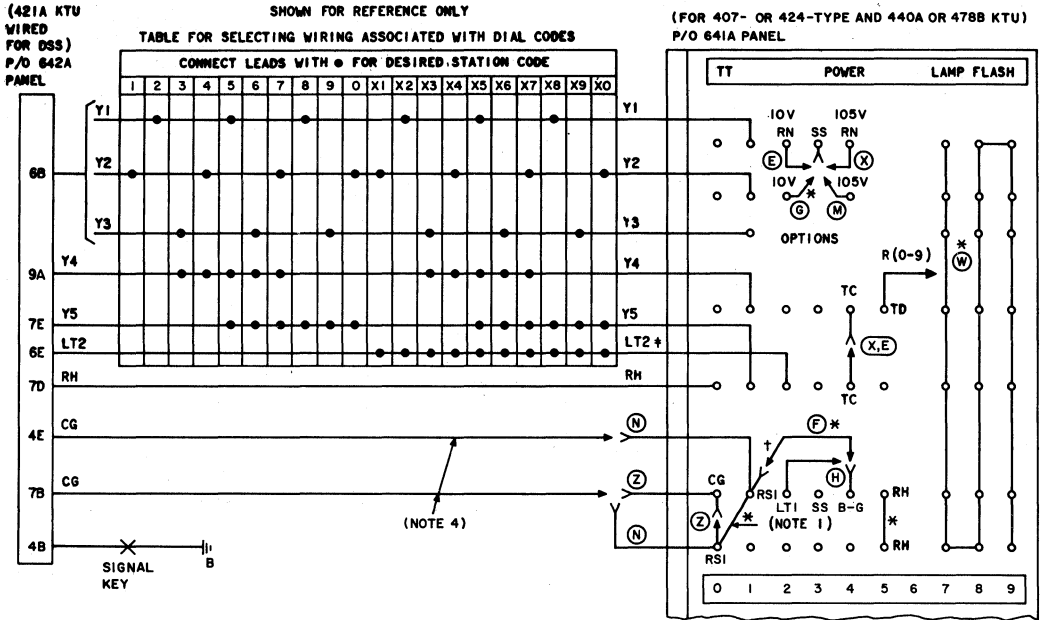 (421A KTU
WIRED
FOR DSS)
P/O 642A
PANEL
SHOWN FOR REFERENCE ONLY
TABLE FOR SELECTING WIRING ASSOCIATED WITH DIAL CODES
CONNECT LEADS WITH ● FOR DESIRED STATION CODE
1 2 3 4 5 6 7 8 9 0 X1 X2 X3 X4 X5 X6 X7 X8 X9 X0
(FOR 407- OR 424-TYPE AND 440A OR 478B KTU)
P/O 641A PANEL
TT POWER LAMP FLASH
6B
Y1 Y1
Y2 Y2
Y3 Y3
9A Y4 Y4
7E Y5 Y5
6E LT2 LT2 ‡
7D RH RH
4E CG N
7B CG Z
(NOTE 4)
N
4B
SIGNAL
KEY
B
10V 105V
RN SS RN
E X
10V * 105V
G M
OPTIONS
R (0-9)
*
W
TC
TD
X,E
TC
F *
†
H
CG RS1 LT1 SS B-G RH
Z * (NOTE 1) *
RS1 RH
0 1 2 3 4 5 6 7 8 9